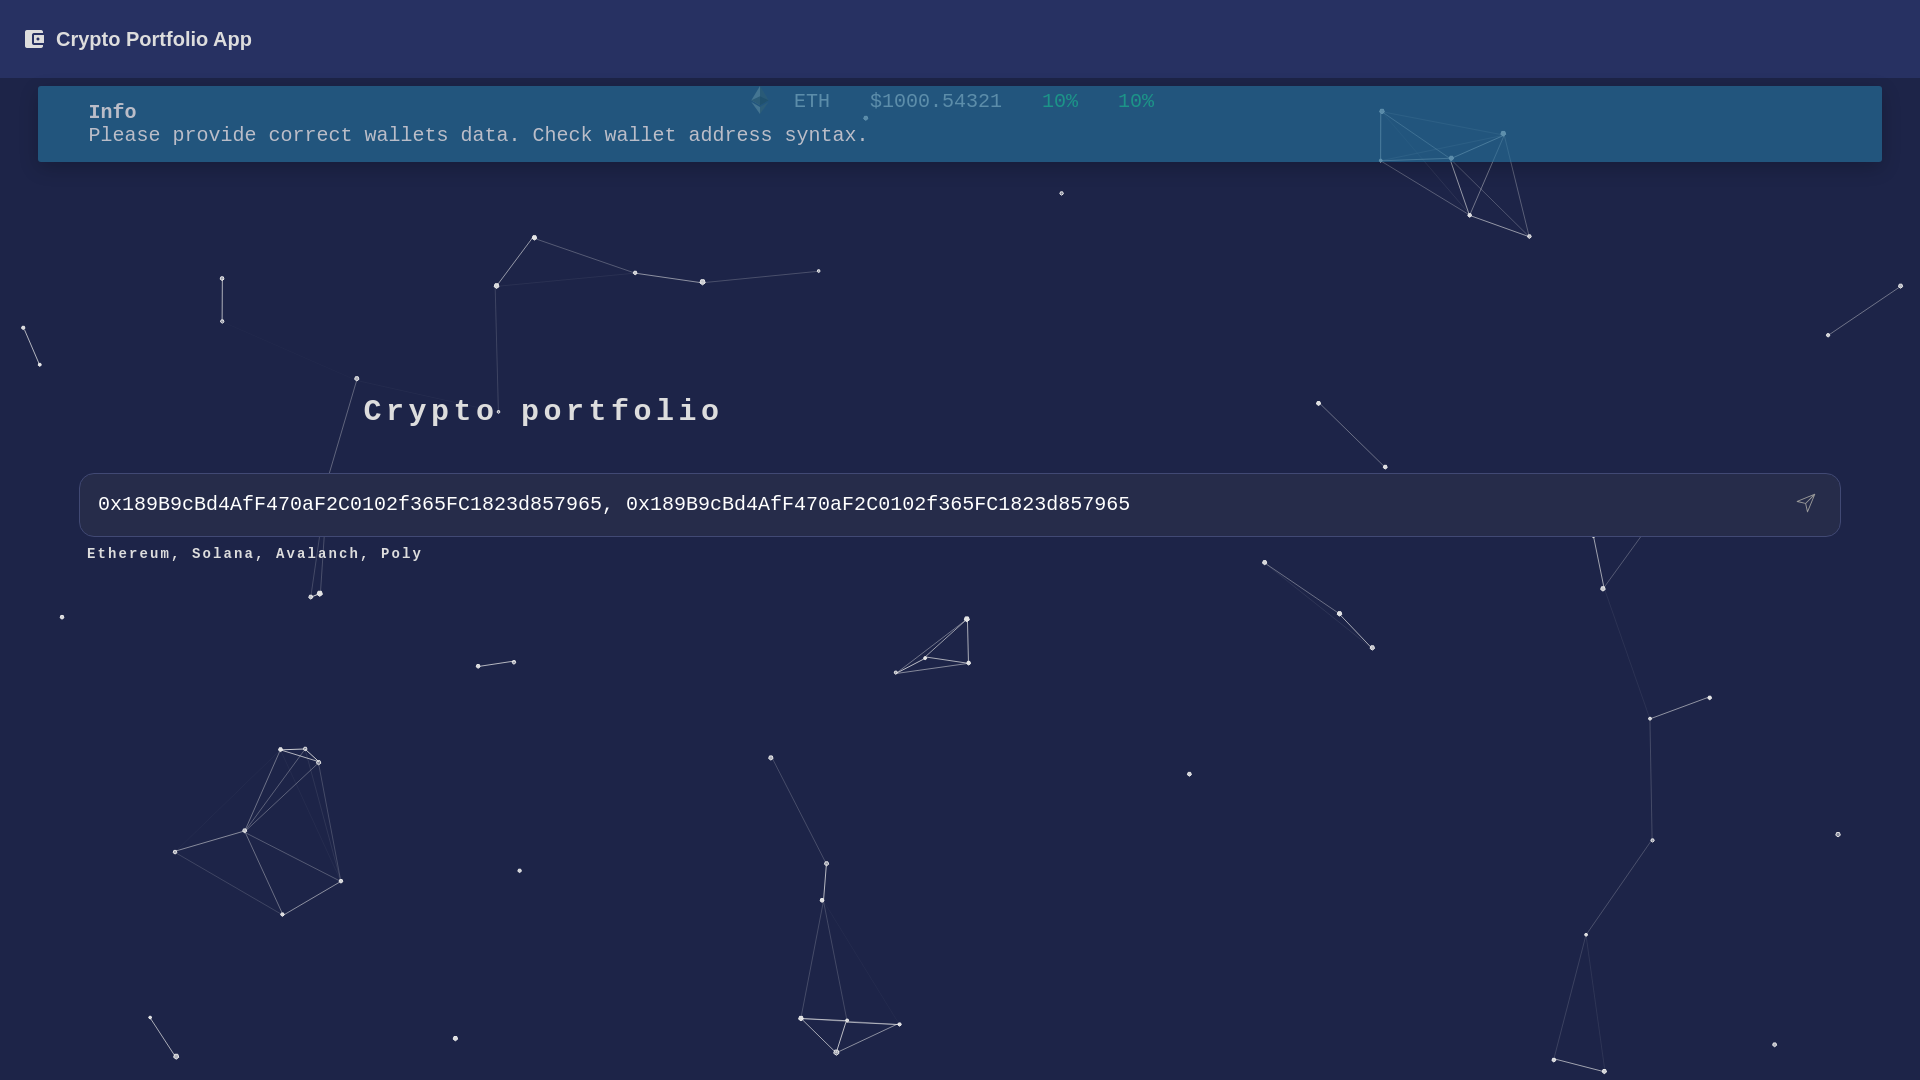 Crypto Portfolio App
ETH $1000.54321 10% 10%
Info
Please provide correct wallets data. Check wallet address syntax.
Crypto portfolio
0x189B9cBd4AfF470aF2C0102f365FC1823d857965, 0x189B9cBd4AfF470aF2C0102f365FC1823d857965
Ethereum, Solana, Avalanch, Poly